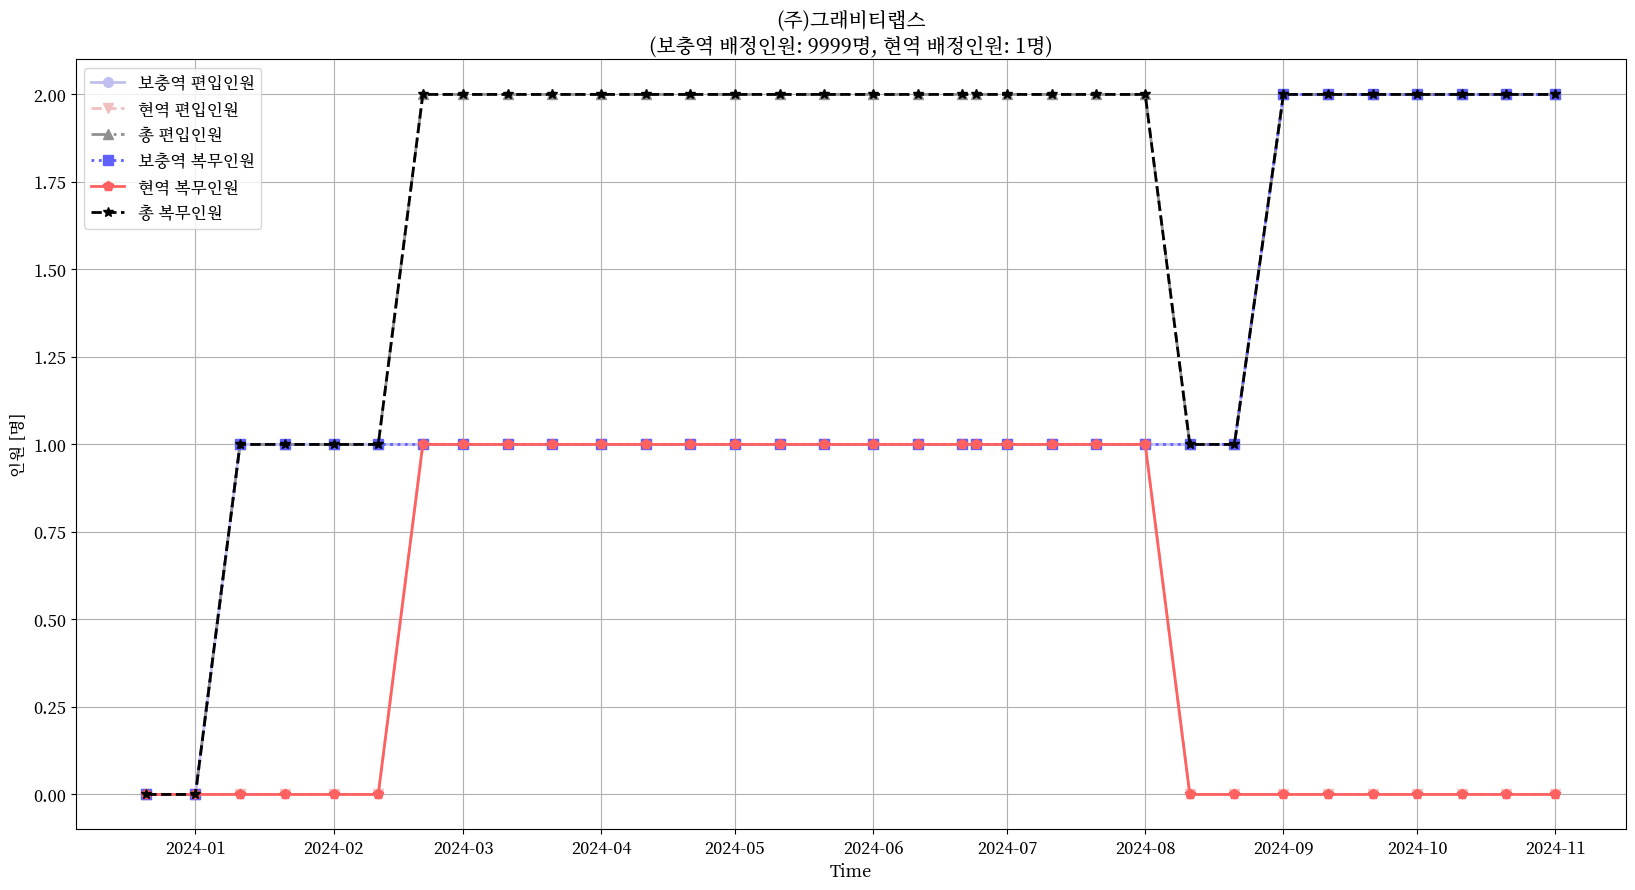 (주)그래비티랩스
(보충역 배정인원: 9999명, 현역 배정인원: 1명)
보충역 편입인원
현역 편입인원
총 편입인원
보충역 복무인원
현역 복무인원
총 복무인원
2.00
1.75
1.50
1.25
1.00
0.75
0.50
0.25
0.00
인원 [명]
2024-01 2024-02 2024-03 2024-04 2024-05 2024-06 2024-07 2024-08 2024-09 2024-10 2024-11
Time